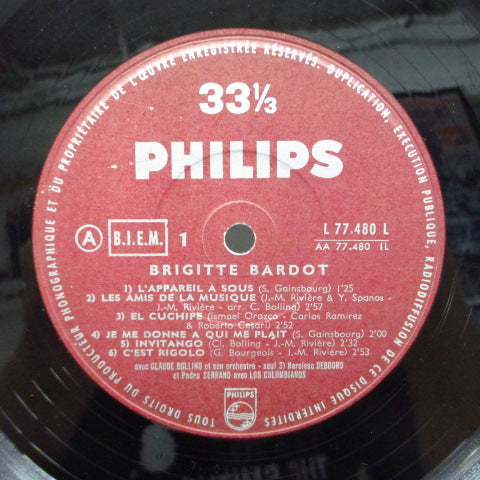 TOUS DROITS DU PRODUCTEUR PHONOGRAPHIQUE ET DU PROPRIÉTAIRE DE L'ŒUVRE ENREGISTRÉE RÉSERVÉS. DUPLICATION, EXÉCUTION PUBLIQUE, RADIODIFFUSION DE CE DISQUE INTERDITES
33⅓
PHILIPS
A B.I.E.M. 1
L 77.480 L
AA 77.480 1L
BRIGITTE BARDOT
1) L'APPAREIL A SOUS (S. Gainsbourg) 1'25
2) LES AMIS DE LA MUSIQUE (J.-M. Rivière & Y. Spanos -
J.-M. Rivière - arr. C. Bolling) 2'57
3) EL CUCHIPE (Ismael Orozco - Carlos Ramirez
& Roberto Cesari) 2'52
4) JE ME DONNE A QUI ME PLAIT (S. Gainsbourg) 2'00
5) INVITANGO (Cl. Bolling - J.-M. Rivière) 2'32
6) C'EST RIGOLO (G. Bourgeois - J.-M. Rivière) 2'53
avec CLAUDE BOLLING et son orchestre - sauf 3) Narcisso DEBOURG
et Pedro SERRANO avec LOS COLOMBIANOS
PHILIPS